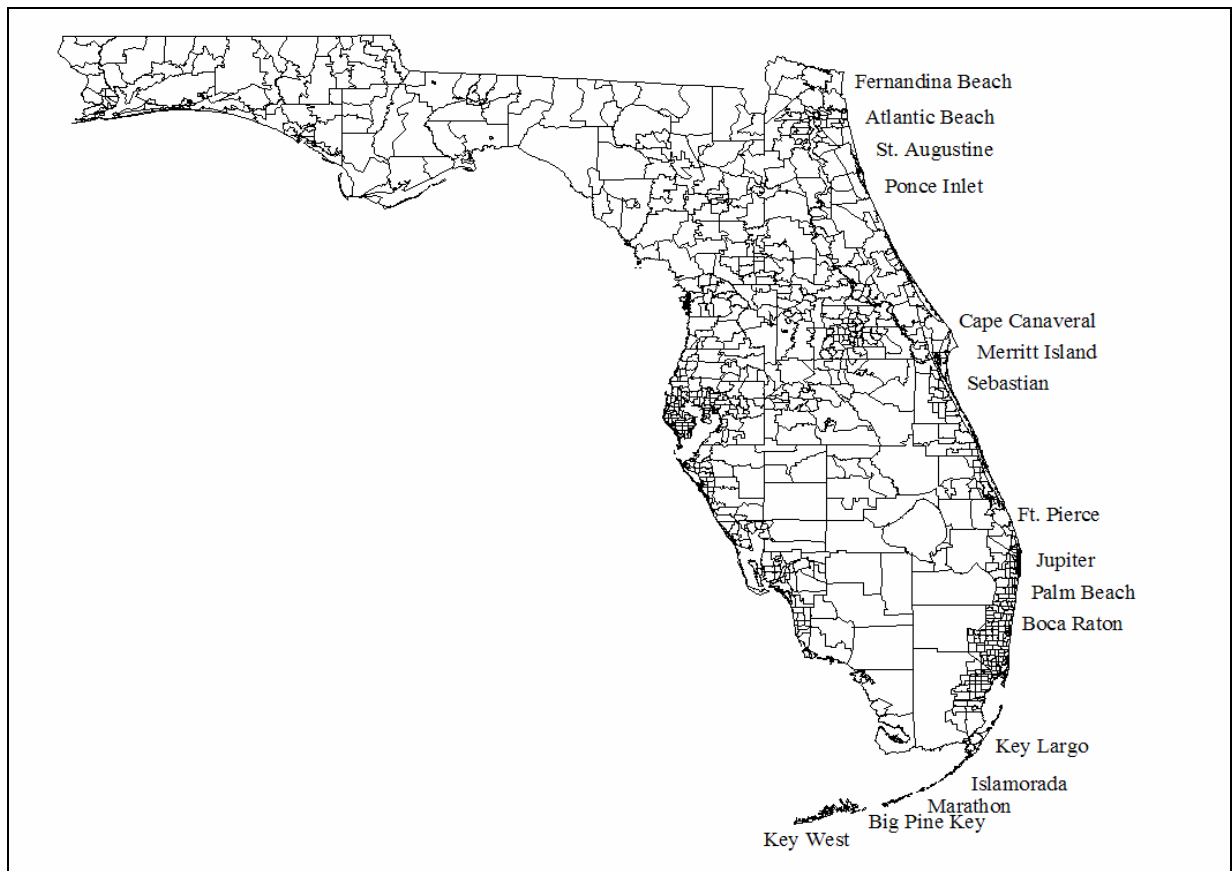 Fernandina Beach
Atlantic Beach
St. Augustine
Ponce Inlet
Cape Canaveral
Merritt Island
Sebastian
Ft. Pierce
Jupiter
Palm Beach
Boca Raton
Key Largo
Islamorada
Marathon
Big Pine Key
Key West